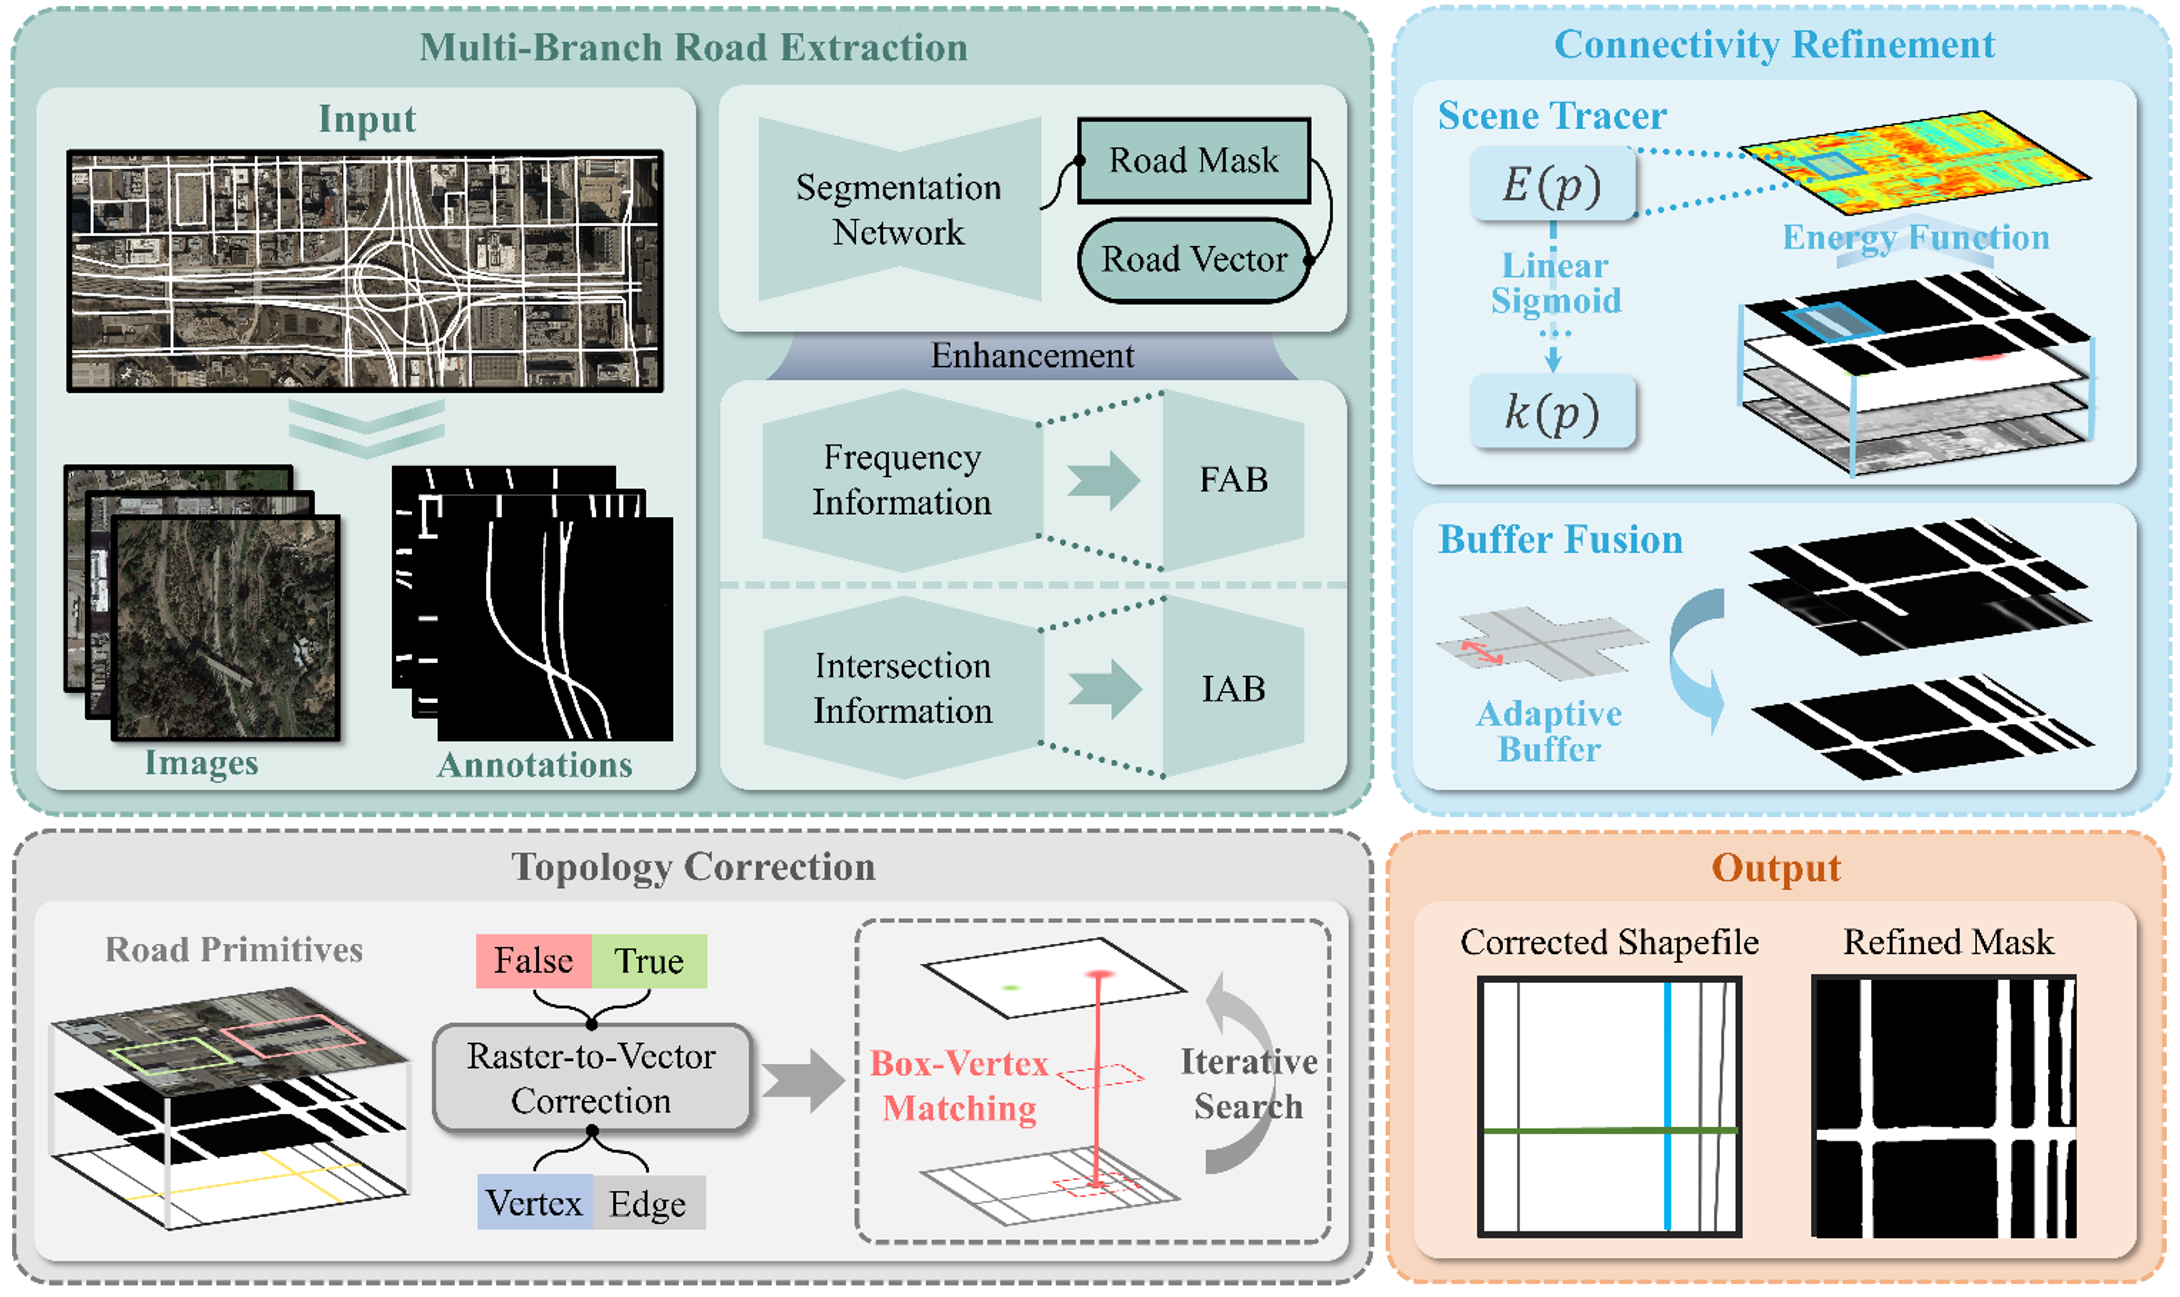 Multi-Branch Road Extraction
Input
Images
Annotations
Segmentation
Network
Road Mask
Road Vector
Enhancement
Frequency
Information
FAB
Intersection
Information
IAB
Connectivity Refinement
Scene Tracer
E(p)
Energy Function
Linear
Sigmoid
...
k(p)
Buffer Fusion
Adaptive
Buffer
Topology Correction
Road Primitives
False True
Raster-to-Vector
Correction
Vertex Edge
Box-Vertex
Matching
Iterative
Search
Output
Corrected Shapefile
Refined Mask